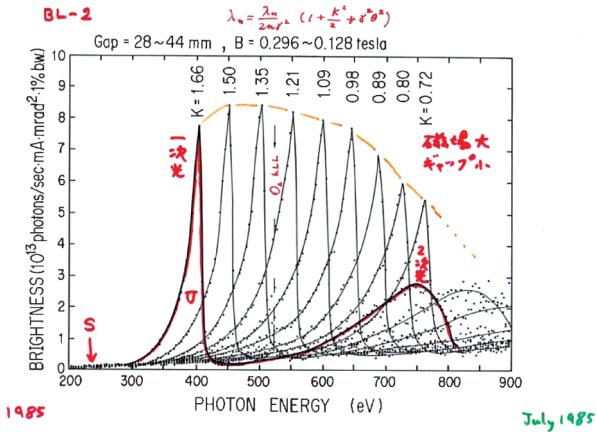 BL-2
λn = λu/2nγ² (1 + K²/2 + γ²θ²)
Gap = 28~44 mm , B = 0.296~0.128 tesla
K = 1.66
1.50
1.35
1.21
1.09
0.98
0.89
0.80
K = 0.72
10
9
8
7
6
5
4
3
2
1
0
BRIGHTNESS (10¹³ photons/sec·mA·mrad²·1% b.w.)
一次光
磁場大
ギャップ小
2次光
S
200 300 400 500 600 700 800 900
PHOTON ENERGY (eV)
1985
July 1985